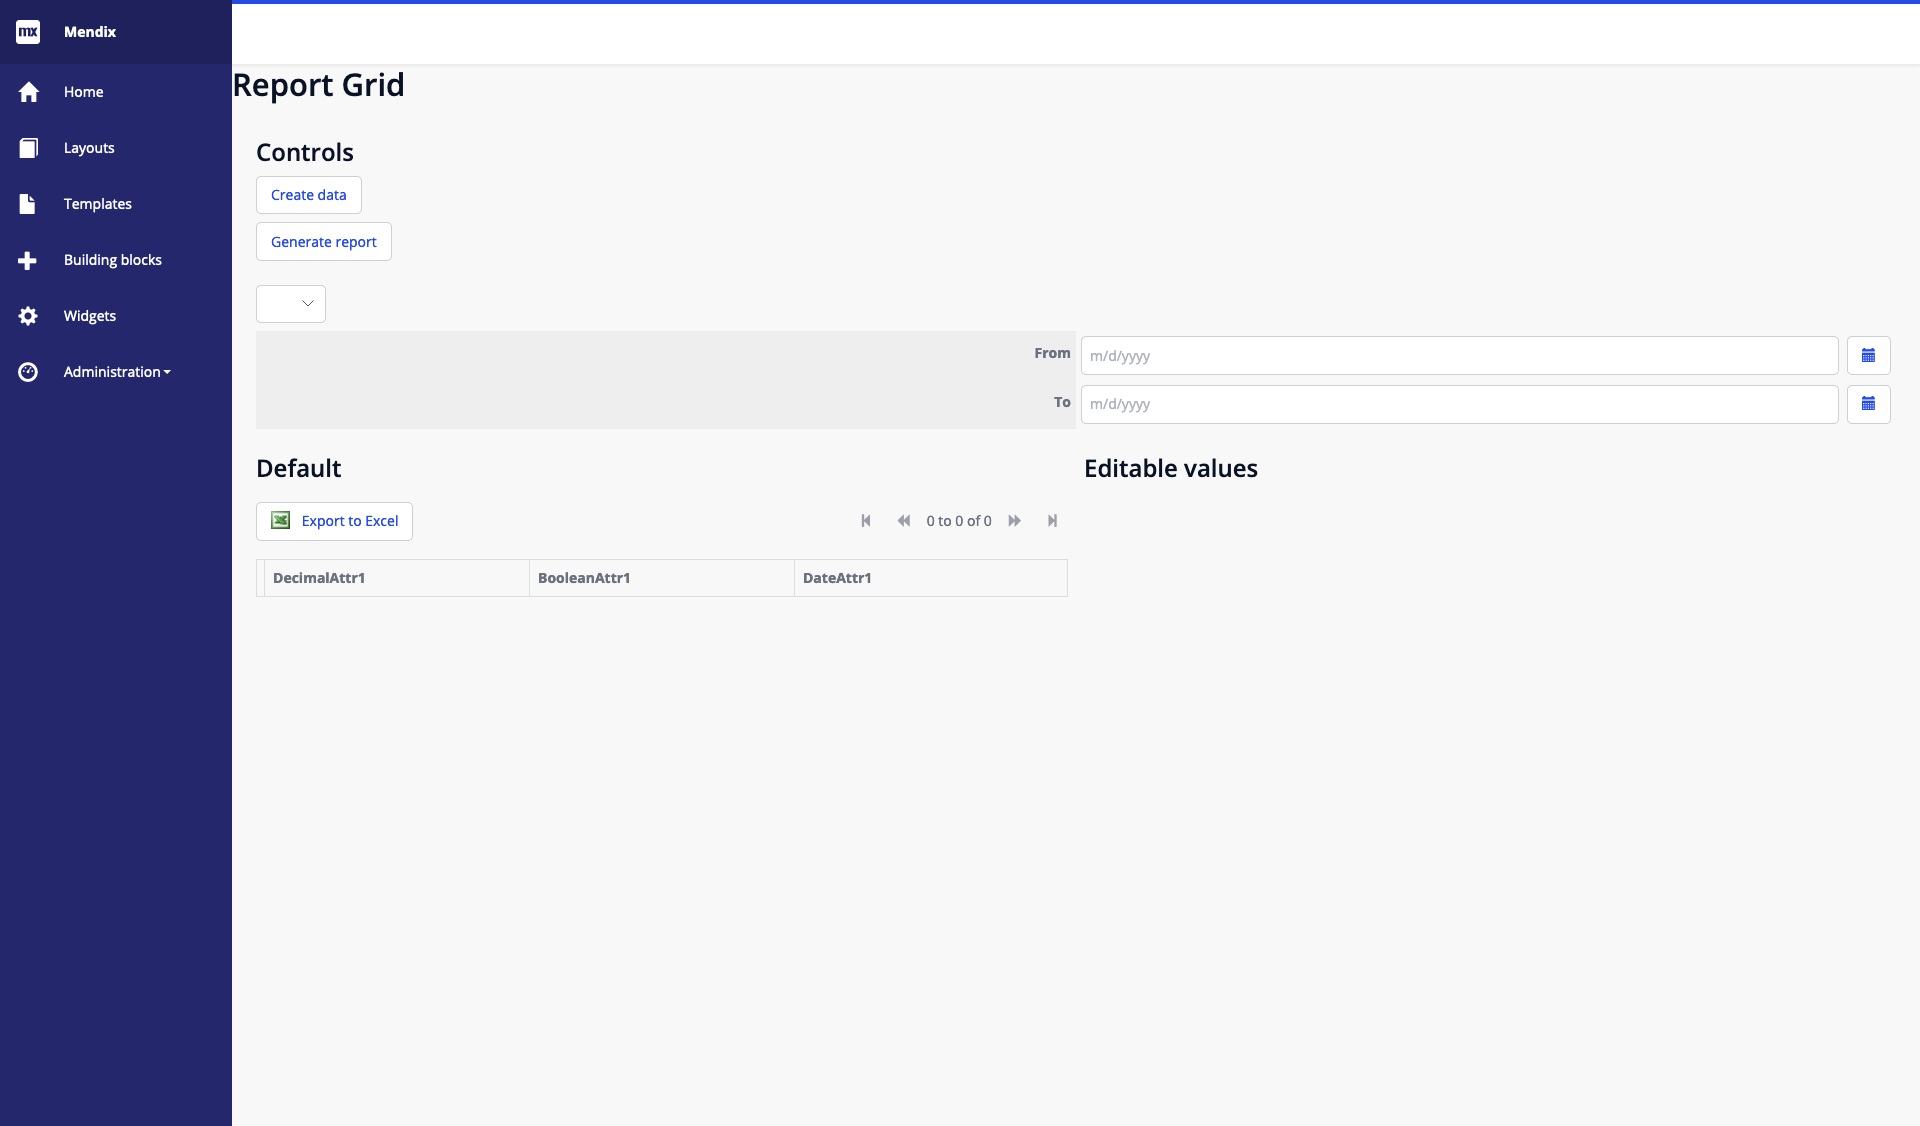 mx Mendix
Home
Layouts
Templates
Building blocks
Widgets
Administration
Report Grid
Controls
Create data
Generate report
From m/d/yyyy
To m/d/yyyy
Default
Editable values
Export to Excel
0 to 0 of 0
DecimalAttr1 BooleanAttr1 DateAttr1